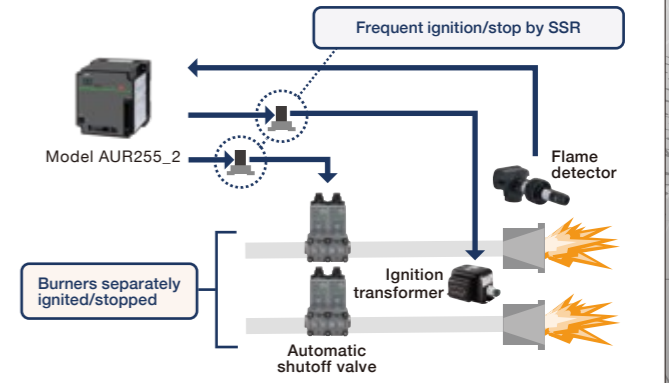 Frequent ignition/stop by SSR
Model AUR255_2
Flame
detector
Burners separately
ignited/stopped
Ignition
transformer
Automatic
shutoff valve